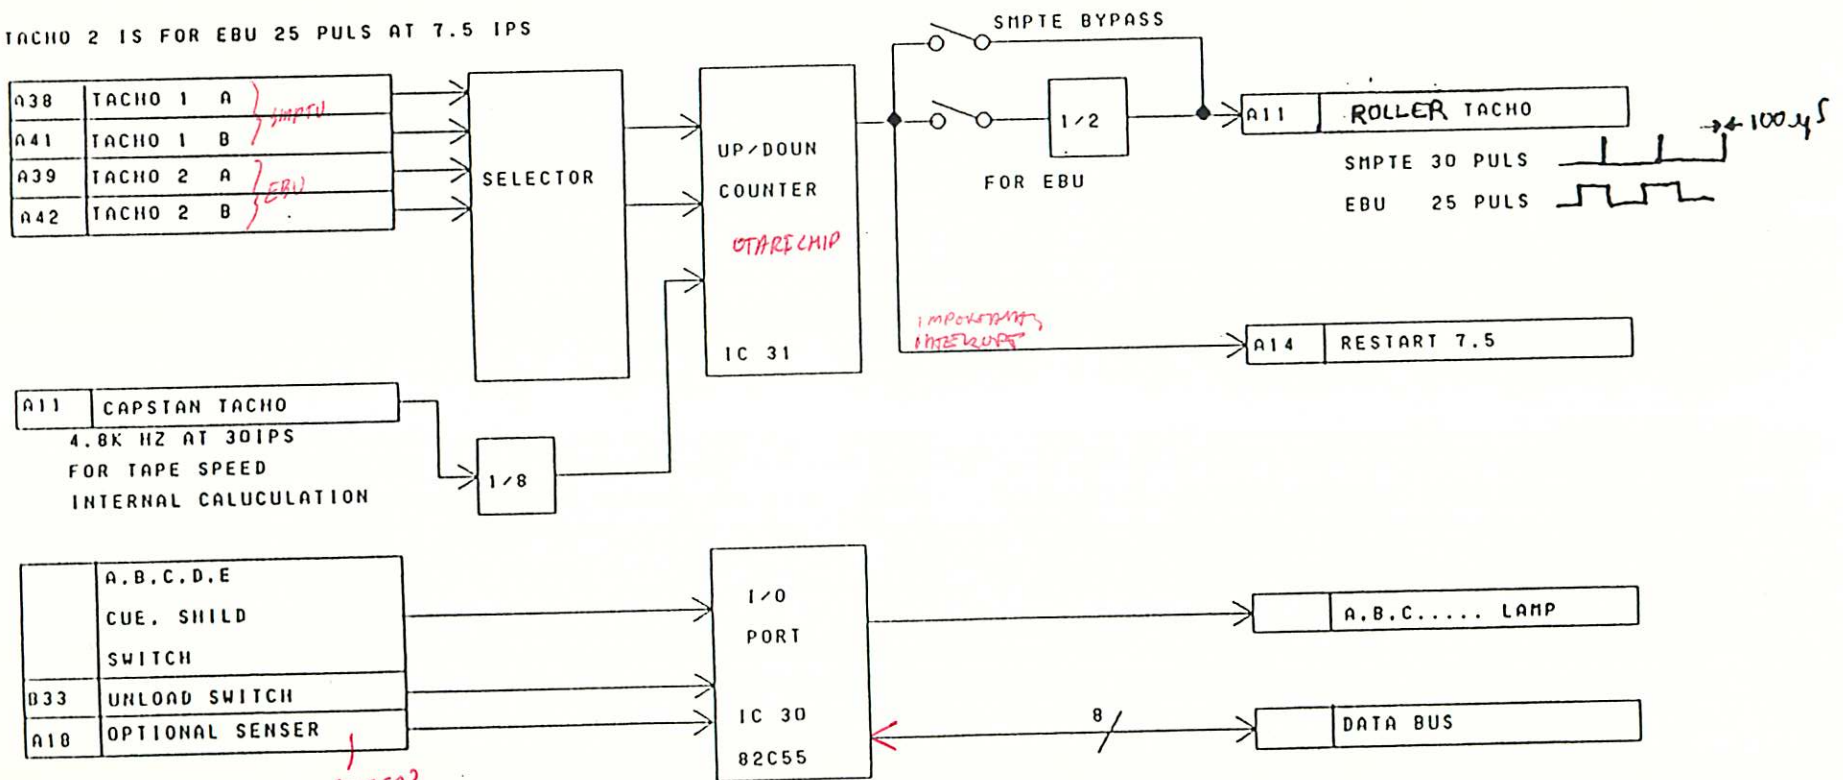 TACHO 2 IS FOR EBU 25 PULS AT 7.5 IPS
SMPTE BYPASS
A38 TACHO 1 A
A41 TACHO 1 B
A39 TACHO 2 A
A42 TACHO 2 B
EBU
SELECTOR
UP/DOUN
COUNTER
OTARI CHIP
IC 31
1/2
FOR EBU
A11 ROLLER TACHO
100 µS
SMPTE 30 PULS
EBU 25 PULS
A14 RESTART 7.5
A11 CAPSTAN TACHO
4.8K HZ AT 30IPS
FOR TAPE SPEED
INTERNAL CALUCULATION
1/8
A.B.C.D.E
CUE. SHILD
SWITCH
B33 UNLOAD SWITCH
A18 OPTIONAL SENSER
I/O
PORT
IC 30
82C55
A.B.C..... LAMP
8
DATA BUS